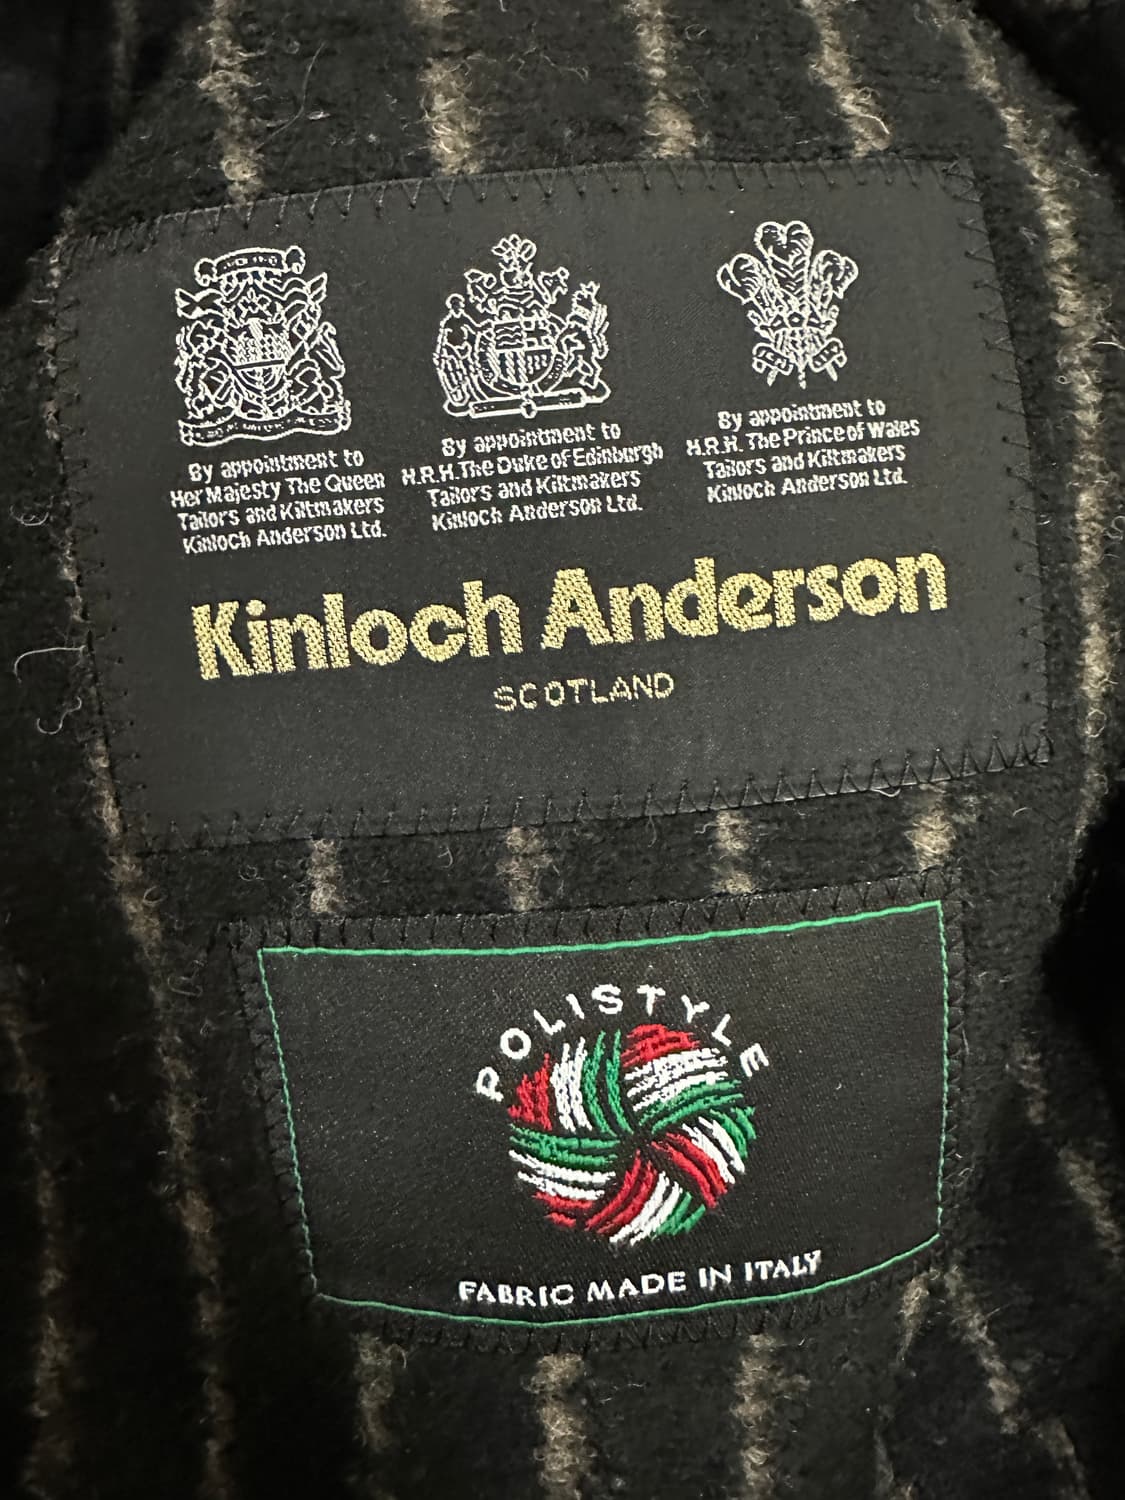 By appointment to
Her Majesty The Queen
Tailors and Kiltmakers
Kinloch Anderson Ltd.
By appointment to
H.R.H. The Duke of Edinburgh
Tailors and Kiltmakers
Kinloch Anderson Ltd.
By appointment to
H.R.H. The Prince of Wales
Tailors and Kiltmakers
Kinloch Anderson Ltd.
Kinloch Anderson
SCOTLAND
POLISTYLE
FABRIC MADE IN ITALY